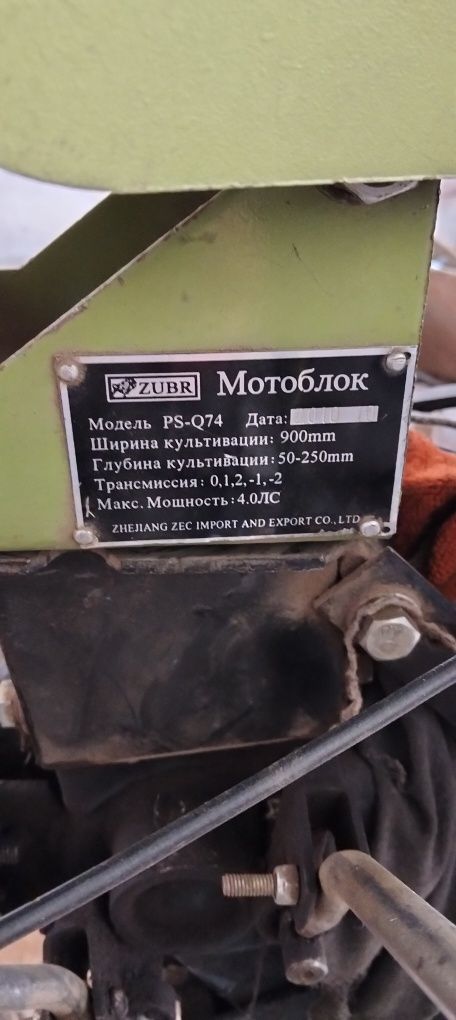 ZUBR Мотоблок
Модель PS-Q74 Дата:
Ширина культивации: 900mm
Глубина культивации: 50-250mm
Трансмиссия: 0,1,2,-1,-2
Макс. Мощность: 4.0ЛС
ZHEJIANG ZEC IMPORT AND EXPORT CO., LTD